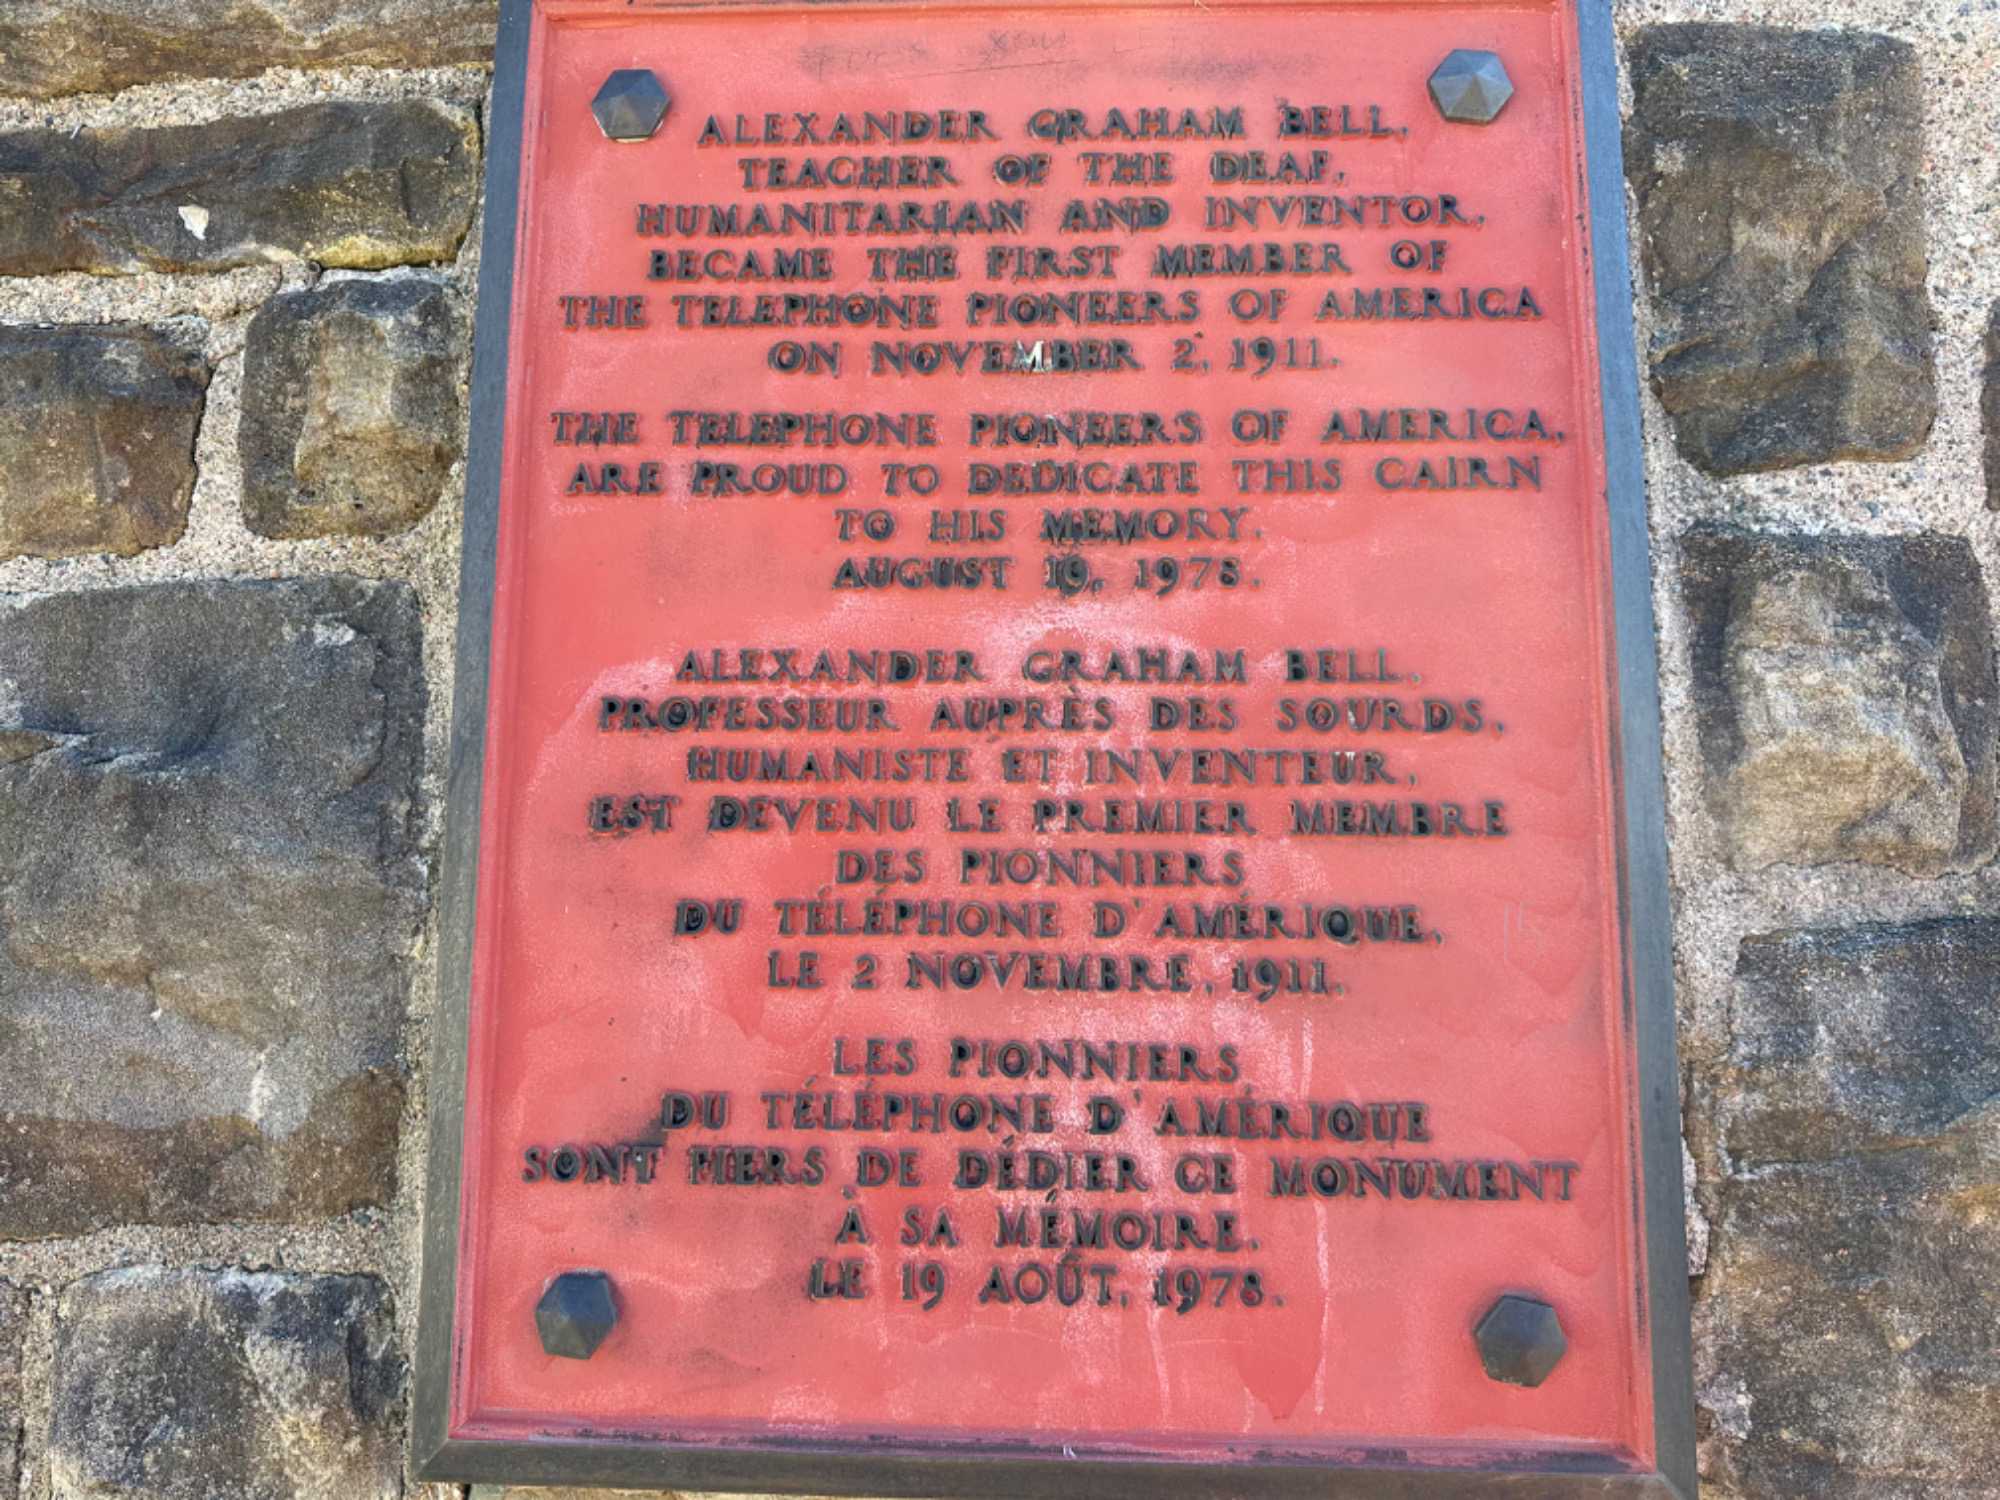 ALEXANDER GRAHAM BELL,
TEACHER OF THE DEAF,
HUMANITARIAN AND INVENTOR,
BECAME THE FIRST MEMBER OF
THE TELEPHONE PIONEERS OF AMERICA
ON NOVEMBER 2, 1911.
THE TELEPHONE PIONEERS OF AMERICA,
ARE PROUD TO DEDICATE THIS CAIRN
TO HIS MEMORY.
AUGUST 19, 1978.
ALEXANDER GRAHAM BELL,
PROFESSEUR AUPRÈS DES SOURDS,
HUMANISTE ET INVENTEUR,
EST DEVENU LE PREMIER MEMBRE
DES PIONNIERS
DU TÉLÉPHONE D'AMÉRIQUE,
LE 2 NOVEMBRE, 1911.
LES PIONNIERS
DU TÉLÉPHONE D'AMÉRIQUE
SONT FIERS DE DÉDIER CE MONUMENT
À SA MÉMOIRE.
LE 19 AOÛT, 1978.